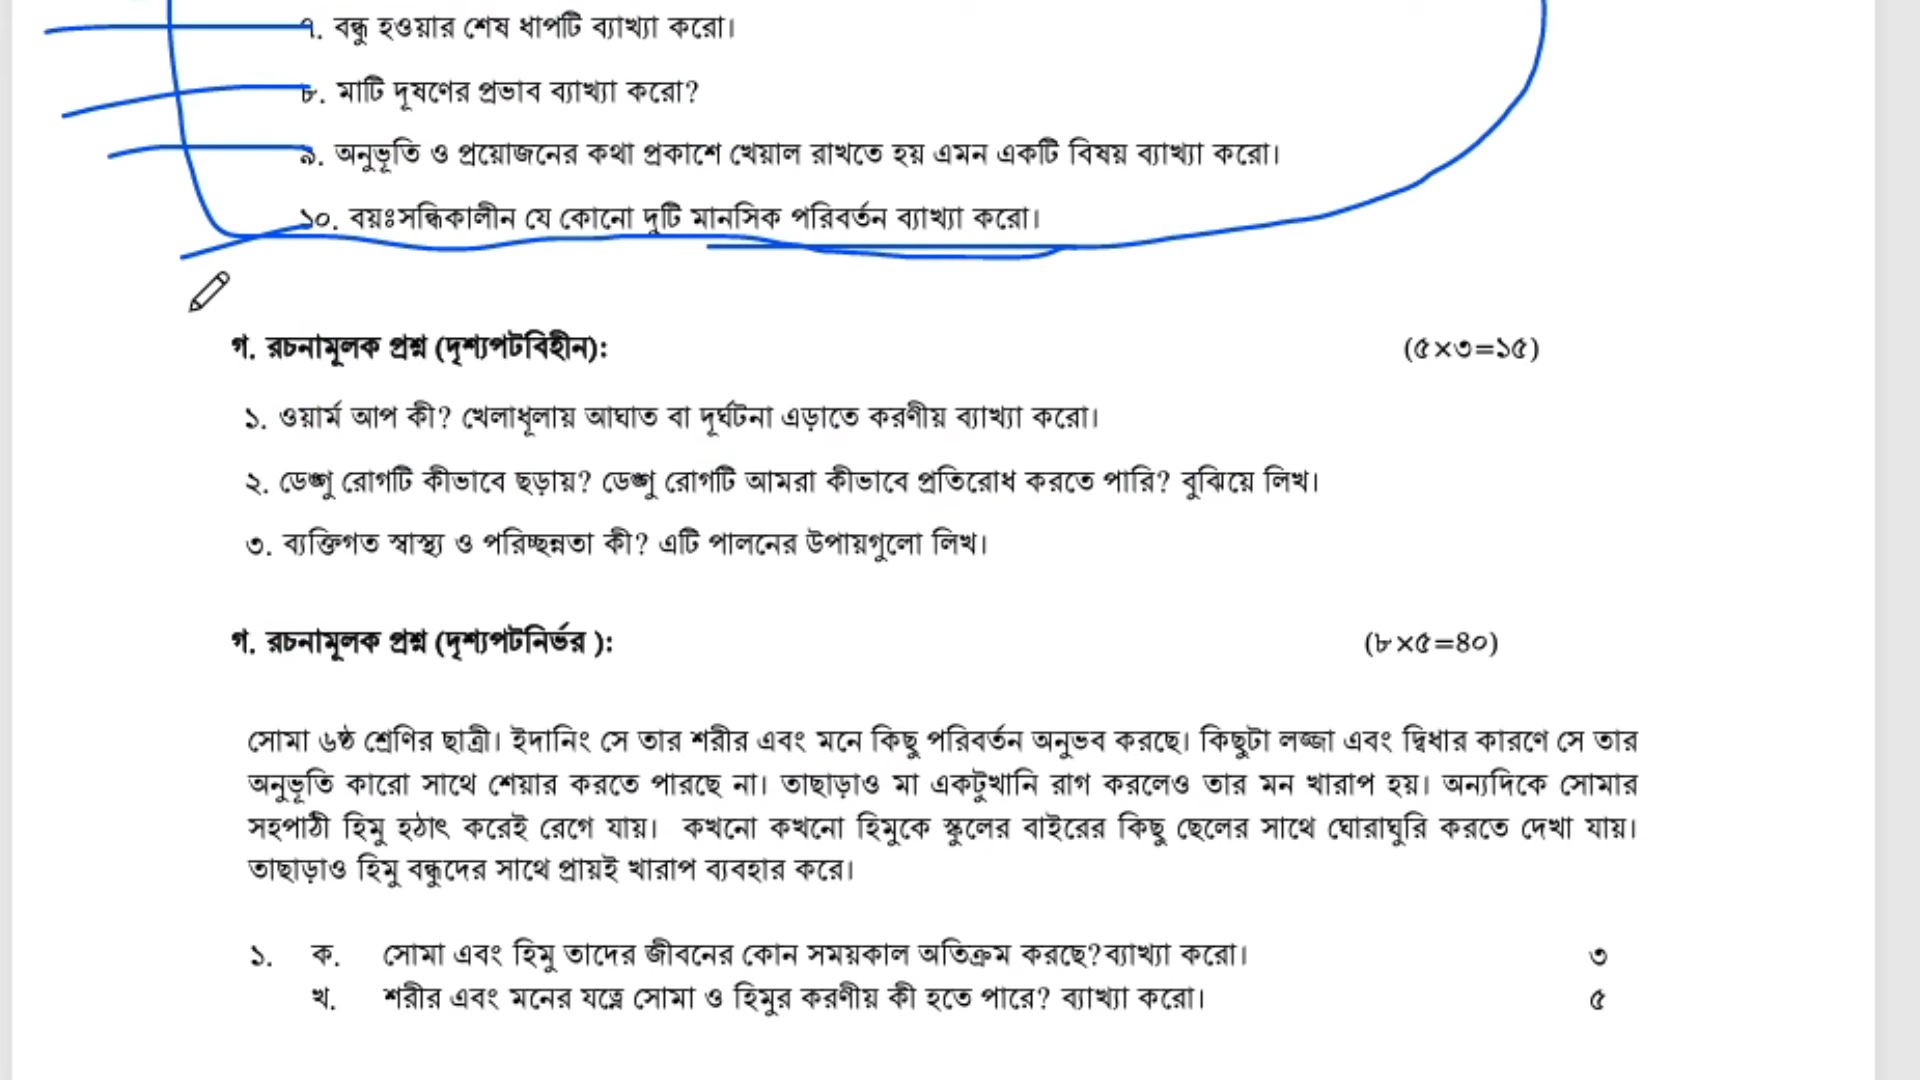 ৭. বন্ধু হওয়ার শেষ ধাপটি ব্যাখ্যা করো।
৮. মাটি দূষণের প্রভাব ব্যাখ্যা করো?
৯. অনুভূতি ও প্রয়োজনের কথা প্রকাশে খেয়াল রাখতে হয় এমন একটি বিষয় ব্যাখ্যা করো।
১০. বয়ঃসন্ধিকালীন যে কোনো দুটি মানসিক পরিবর্তন ব্যাখ্যা করো।
গ. রচনামূলক প্রশ্ন (দৃশ্যপটবিহীন): (৫×৩=১৫)
১. ওয়ার্ম আপ কী? খেলাধূলায় আঘাত বা দূর্ঘটনা এড়াতে করণীয় ব্যাখ্যা করো।
২. ডেঙ্গু রোগটি কীভাবে ছড়ায়? ডেঙ্গু রোগটি আমরা কীভাবে প্রতিরোধ করতে পারি? বুঝিয়ে লিখ।
৩. ব্যক্তিগত স্বাস্থ্য ও পরিচ্ছন্নতা কী? এটি পালনের উপায়গুলো লিখ।
গ. রচনামূলক প্রশ্ন (দৃশ্যপটনির্ভর ): (৮×৫=৪০)
সোমা ৬ষ্ঠ শ্রেণির ছাত্রী। ইদানিং সে তার শরীর এবং মনে কিছু পরিবর্তন অনুভব করছে। কিছুটা লজ্জা এবং দ্বিধার কারণে সে তার
অনুভূতি কারো সাথে শেয়ার করতে পারছে না। তাছাড়াও মা একটুখানি রাগ করলেও তার মন খারাপ হয়। অন্যদিকে সোমার
সহপাঠী হিমু হঠাৎ করেই রেগে যায়। কখনো কখনো হিমুকে স্কুলের বাইরের কিছু ছেলের সাথে ঘোরাঘুরি করতে দেখা যায়।
তাছাড়াও হিমু বন্ধুদের সাথে প্রায়ই খারাপ ব্যবহার করে।
১. ক. সোমা এবং হিমু তাদের জীবনের কোন সময়কাল অতিক্রম করছে? ব্যাখ্যা করো। ৩
খ. শরীর এবং মনের যত্নে সোমা ও হিমুর করণীয় কী হতে পারে? ব্যাখ্যা করো। ৫